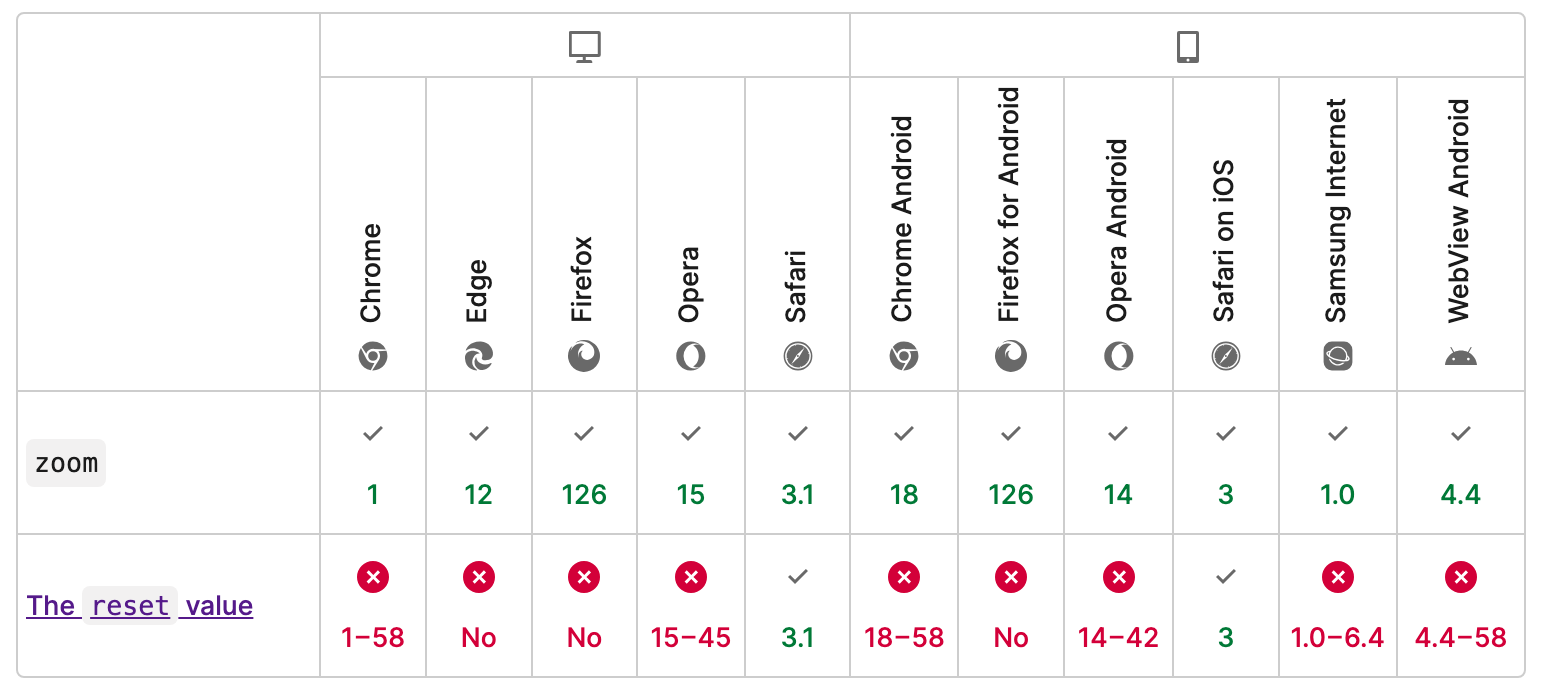 Chrome
Edge
Firefox
Opera
Safari
Chrome Android
Firefox for Android
Opera Android
Safari on iOS
Samsung Internet
WebView Android
zoom
1
12
126
15
3.1
18
126
14
3
1.0
4.4
The reset value
1–58
No
No
15–45
3.1
18–58
No
14–42
3
1.0–6.4
4.4–58